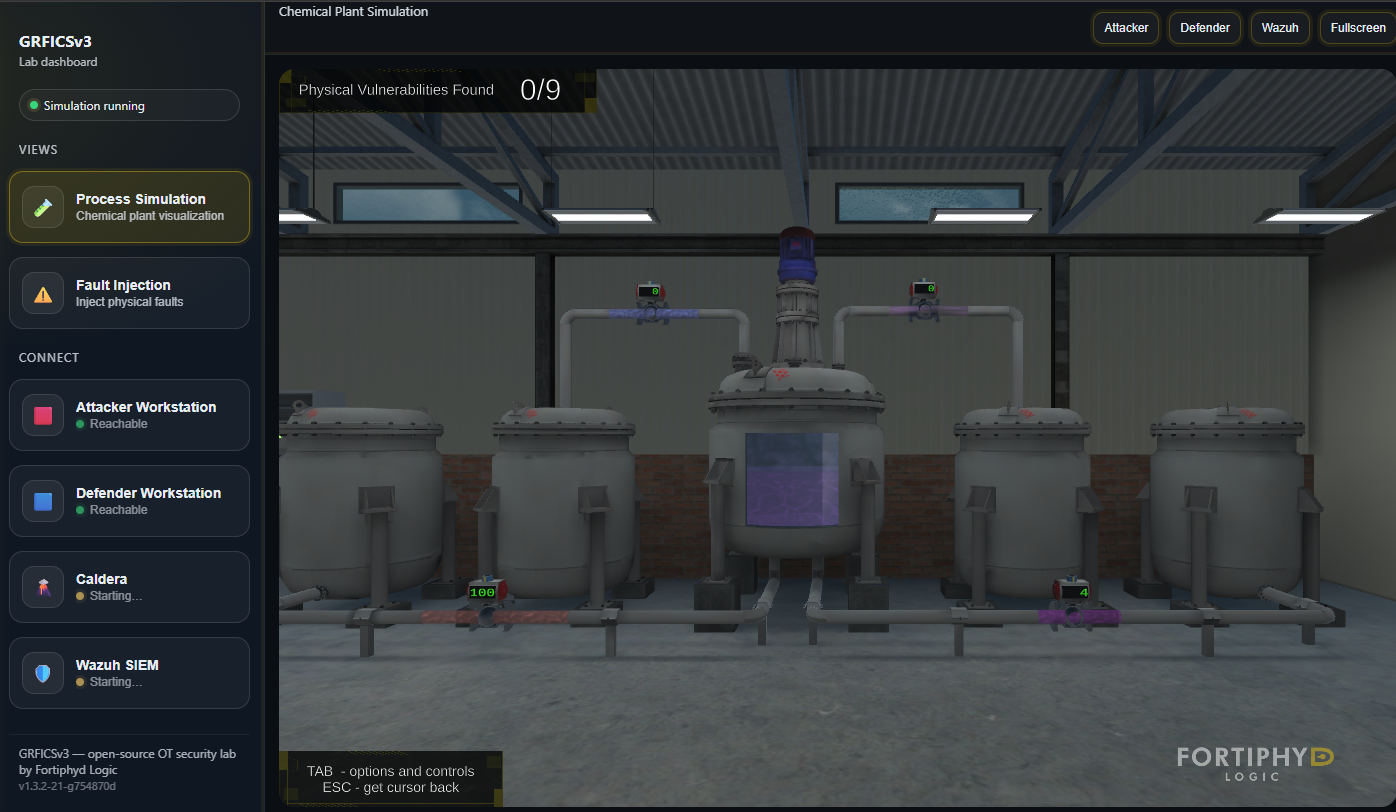 GRFICSv3
Lab dashboard
Simulation running
VIEWS
Process Simulation
Chemical plant visualization
Fault Injection
Inject physical faults
CONNECT
Attacker Workstation
Reachable
Defender Workstation
Reachable
Caldera
Starting...
Wazuh SIEM
Starting...
GRFICSv3 — open-source OT security lab
by Fortiphyd Logic
v1.3.2-21-g754870d
Chemical Plant Simulation
Attacker
Defender
Wazuh
Fullscreen
Physical Vulnerabilities Found 0/9
0
0
100
4
TAB - options and controls
ESC - get cursor back
FORTIPHYD
LOGIC